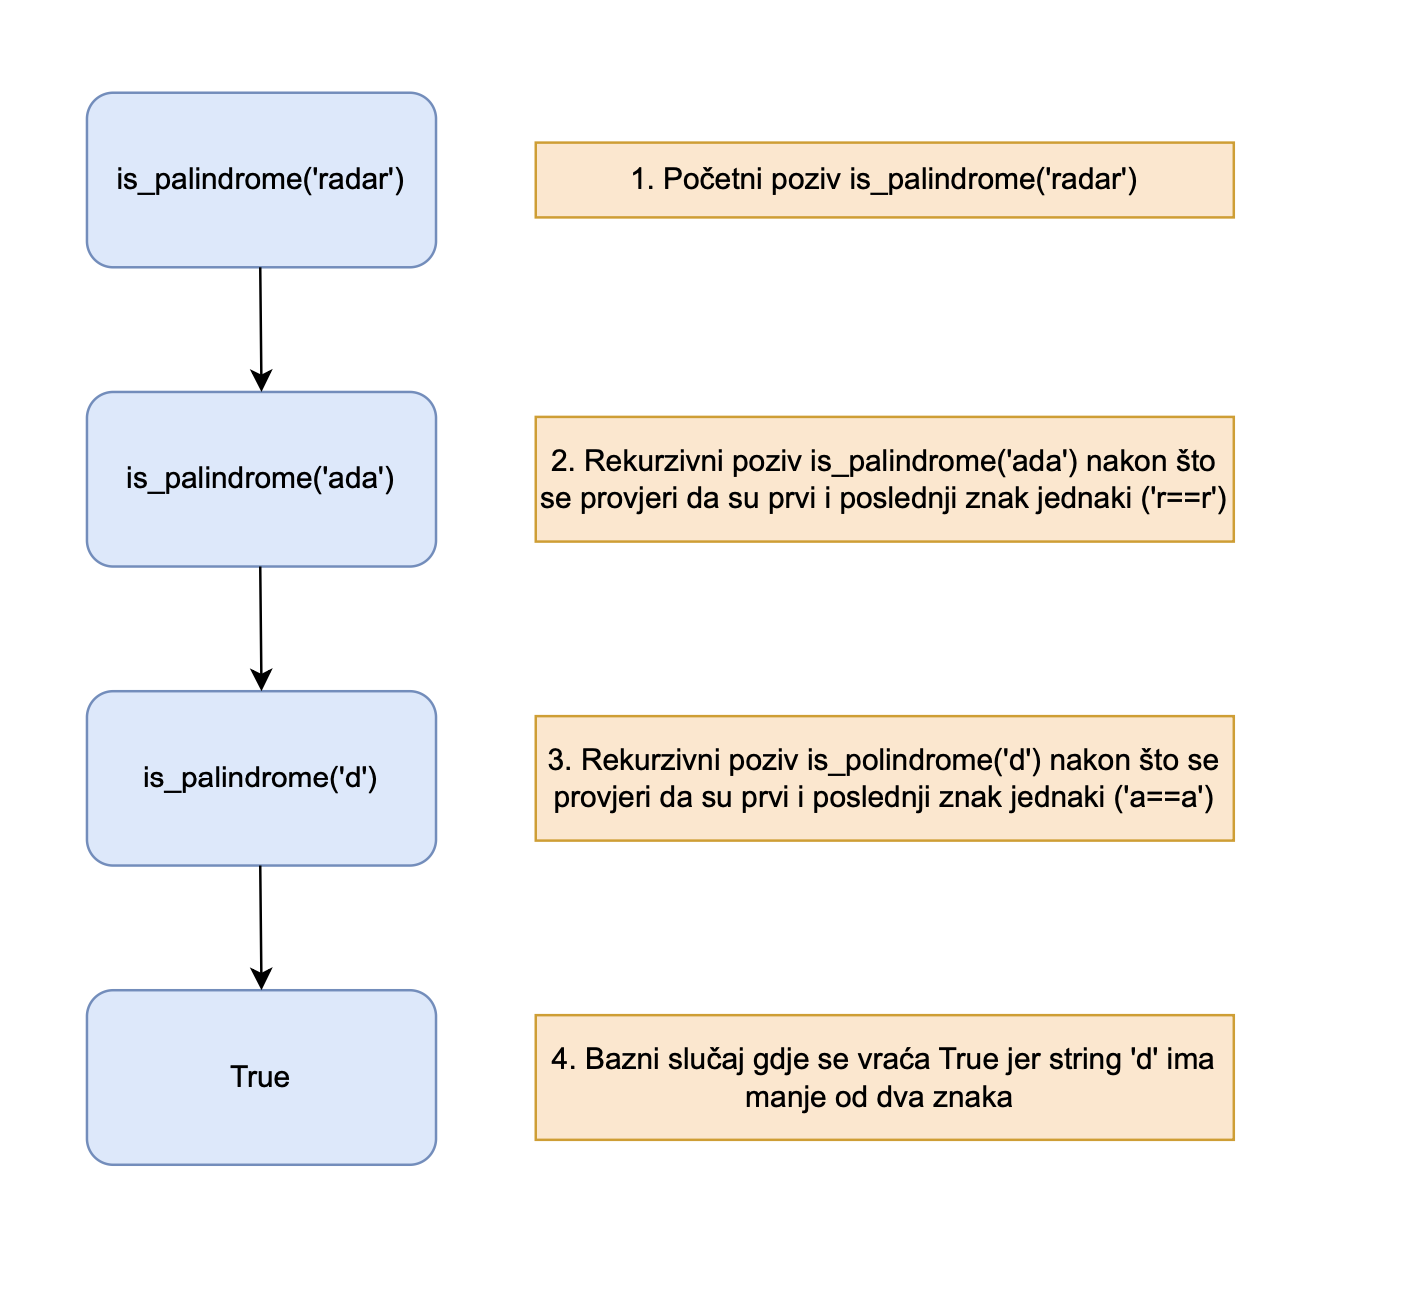 is_palindrome('radar')
1. Početni poziv is_palindrome('radar')
is_palindrome('ada')
2. Rekurzivni poziv is_palindrome('ada') nakon što
se provjeri da su prvi i poslednji znak jednaki ('r==r')
is_palindrome('d')
3. Rekurzivni poziv is_polindrome('d') nakon što se
provjeri da su prvi i poslednji znak jednaki ('a==a')
True
4. Bazni slučaj gdje se vraća True jer string 'd' ima
manje od dva znaka